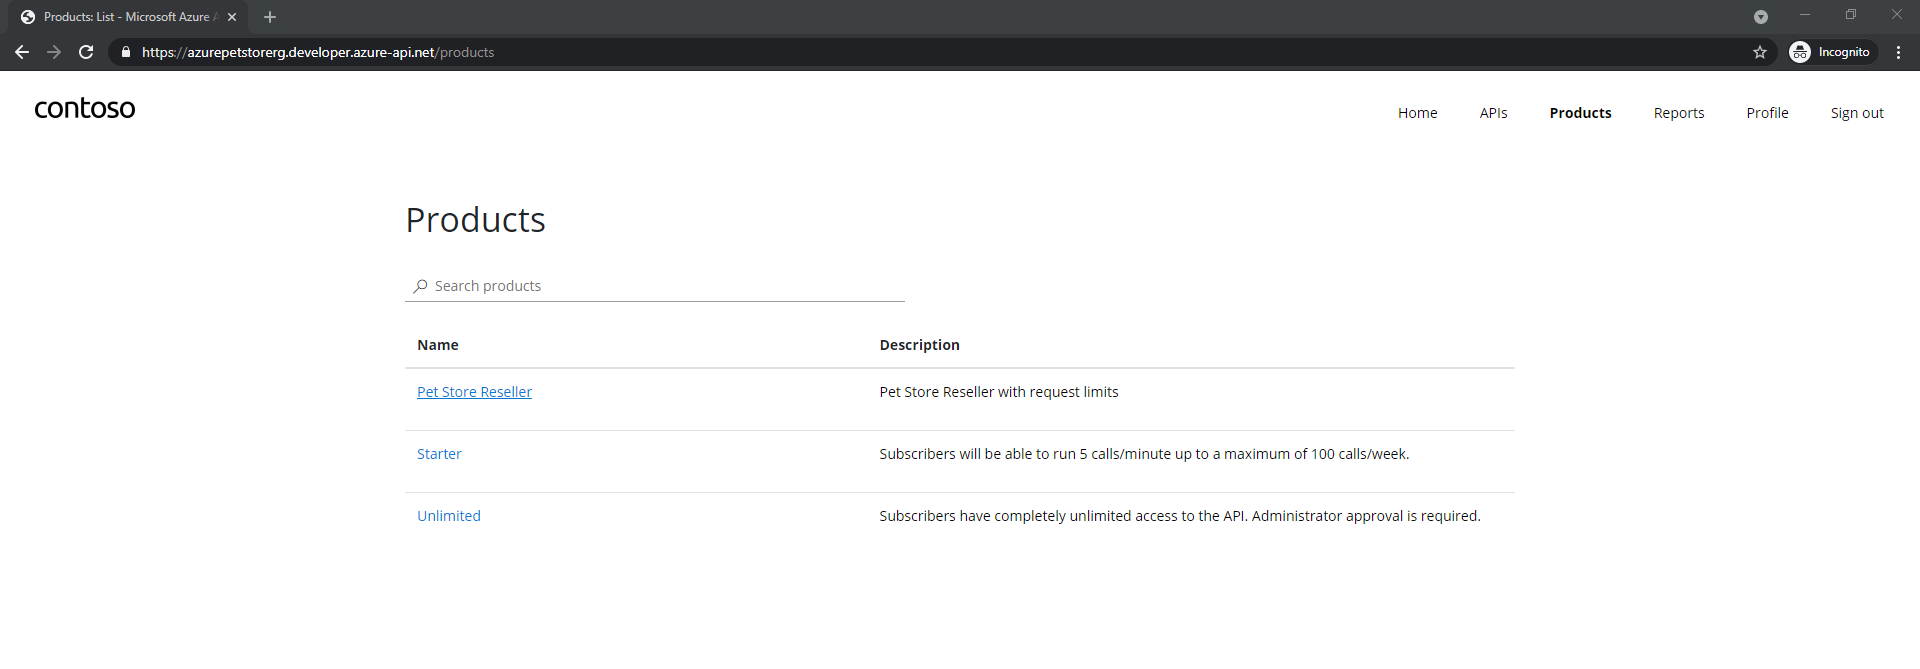 Products: List - Microsoft Azure
https://azurepetstorerg.developer.azure-api.net/products
Incognito
contoso
Home
APIs
Products
Reports
Profile
Sign out
Products
Search products
Name
Description
Pet Store Reseller
Pet Store Reseller with request limits
Starter
Subscribers will be able to run 5 calls/minute up to a maximum of 100 calls/week.
Unlimited
Subscribers have completely unlimited access to the API. Administrator approval is required.